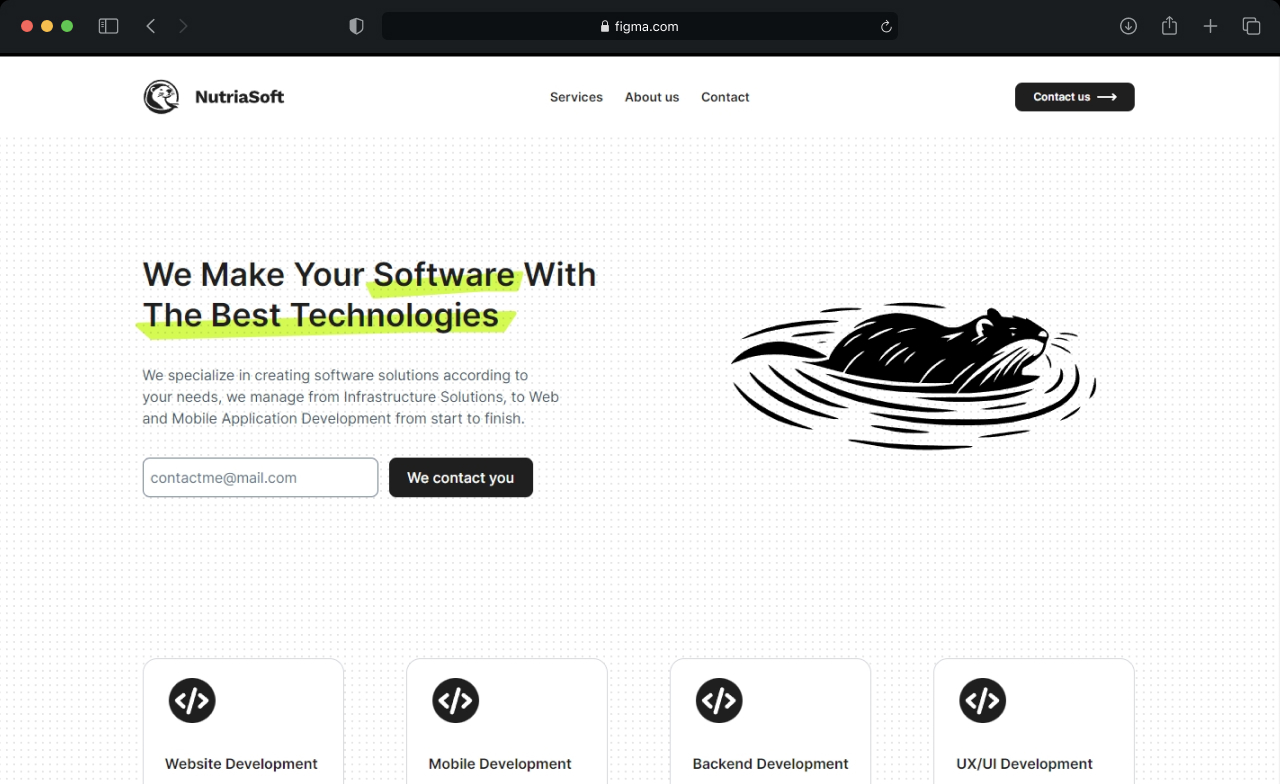 figma.com
NutriaSoft
Services
About us
Contact
Contact us
We Make Your Software With
The Best Technologies
We specialize in creating software solutions according to
your needs, we manage from Infrastructure Solutions, to Web
and Mobile Application Development from start to finish.
contactme@mail.com
We contact you
Website Development
Mobile Development
Backend Development
UX/UI Development